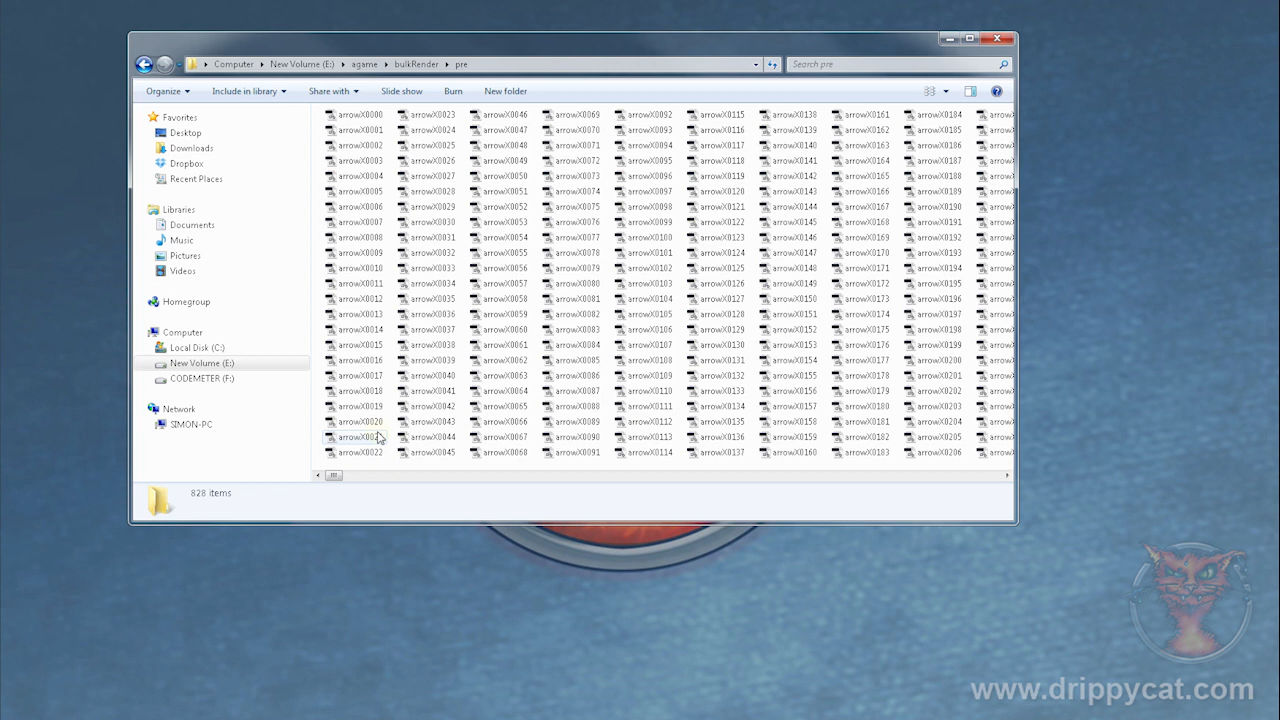 Computer New Volume (E:) agame bulkRender pre Search pre
Organize Include in library Share with Slide show Burn New folder
Favorites
Desktop
Downloads
Dropbox
Recent Places
Libraries
Documents
Music
Pictures
Videos
Homegroup
Computer
Local Disk (C:)
New Volume (E:)
CODEMETER (F:)
Network
SIMON-PC
arrowX0000 arrowX0023 arrowX0046 arrowX0069 arrowX0092 arrowX0115 arrowX0138 arrowX0161 arrowX0184
arrowX0001 arrowX0024 arrowX0047 arrowX0070 arrowX0093 arrowX0116 arrowX0139 arrowX0162 arrowX0185
arrowX0002 arrowX0025 arrowX0048 arrowX0071 arrowX0094 arrowX0117 arrowX0140 arrowX0163 arrowX0186
arrowX0003 arrowX0026 arrowX0049 arrowX0072 arrowX0095 arrowX0118 arrowX0141 arrowX0164 arrowX0187
arrowX0004 arrowX0027 arrowX0050 arrowX0073 arrowX0096 arrowX0119 arrowX0142 arrowX0165 arrowX0188
arrowX0005 arrowX0028 arrowX0051 arrowX0074 arrowX0097 arrowX0120 arrowX0143 arrowX0166 arrowX0189
arrowX0006 arrowX0029 arrowX0052 arrowX0075 arrowX0098 arrowX0121 arrowX0144 arrowX0167 arrowX0190
arrowX0007 arrowX0030 arrowX0053 arrowX0076 arrowX0099 arrowX0122 arrowX0145 arrowX0168 arrowX0191
arrowX0008 arrowX0031 arrowX0054 arrowX0077 arrowX0100 arrowX0123 arrowX0146 arrowX0169 arrowX0192
arrowX0009 arrowX0032 arrowX0055 arrowX0078 arrowX0101 arrowX0124 arrowX0147 arrowX0170 arrowX0193
arrowX0010 arrowX0033 arrowX0056 arrowX0079 arrowX0102 arrowX0125 arrowX0148 arrowX0171 arrowX0194
arrowX0011 arrowX0034 arrowX0057 arrowX0080 arrowX0103 arrowX0126 arrowX0149 arrowX0172 arrowX0195
arrowX0012 arrowX0035 arrowX0058 arrowX0081 arrowX0104 arrowX0127 arrowX0150 arrowX0173 arrowX0196
arrowX0013 arrowX0036 arrowX0059 arrowX0082 arrowX0105 arrowX0128 arrowX0151 arrowX0174 arrowX0197
arrowX0014 arrowX0037 arrowX0060 arrowX0083 arrowX0106 arrowX0129 arrowX0152 arrowX0175 arrowX0198
arrowX0015 arrowX0038 arrowX0061 arrowX0084 arrowX0107 arrowX0130 arrowX0153 arrowX0176 arrowX0199
arrowX0016 arrowX0039 arrowX0062 arrowX0085 arrowX0108 arrowX0131 arrowX0154 arrowX0177 arrowX0200
arrowX0017 arrowX0040 arrowX0063 arrowX0086 arrowX0109 arrowX0132 arrowX0155 arrowX0178 arrowX0201
arrowX0018 arrowX0041 arrowX0064 arrowX0087 arrowX0110 arrowX0133 arrowX0156 arrowX0179 arrowX0202
arrowX0019 arrowX0042 arrowX0065 arrowX0088 arrowX0111 arrowX0134 arrowX0157 arrowX0180 arrowX0203
arrowX0020 arrowX0043 arrowX0066 arrowX0089 arrowX0112 arrowX0135 arrowX0158 arrowX0181 arrowX0204
arrowX0044 arrowX0067 arrowX0090 arrowX0113 arrowX0136 arrowX0159 arrowX0182 arrowX0205
arrowX0022 arrowX0045 arrowX0068 arrowX0091 arrowX0114 arrowX0137 arrowX0160 arrowX0183 arrowX0206
828 items
www.drippycat.com